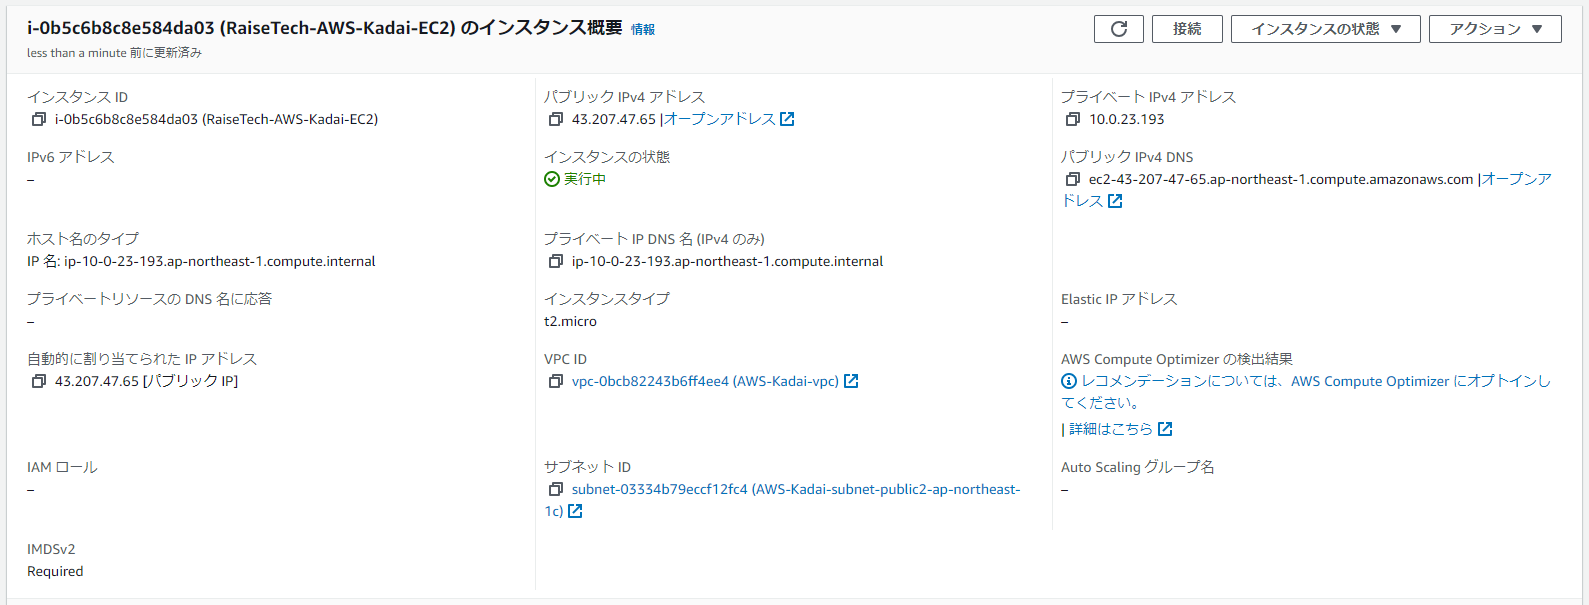 i-0b5c6b8c8e584da03 (RaiseTech-AWS-Kadai-EC2) のインスタンス概要 情報
less than a minute 前に更新済み
接続
インスタンスの状態
アクション
インスタンス ID
i-0b5c6b8c8e584da03 (RaiseTech-AWS-Kadai-EC2)
パブリック IPv4 アドレス
43.207.47.65 |オープンアドレス
プライベート IPv4 アドレス
10.0.23.193
IPv6 アドレス
–
インスタンスの状態
実行中
パブリック IPv4 DNS
ec2-43-207-47-65.ap-northeast-1.compute.amazonaws.com |オープンア
ドレス
ホスト名のタイプ
IP 名: ip-10-0-23-193.ap-northeast-1.compute.internal
プライベート IP DNS 名 (IPv4 のみ)
ip-10-0-23-193.ap-northeast-1.compute.internal
プライベートリソースの DNS 名に応答
–
インスタンスタイプ
t2.micro
Elastic IP アドレス
–
自動的に割り当てられた IP アドレス
43.207.47.65 [パブリック IP]
VPC ID
vpc-0bcb82243b6ff4ee4 (AWS-Kadai-vpc)
AWS Compute Optimizer の検出結果
レコメンデーションについては、AWS Compute Optimizer にオプトインし
てください。
| 詳細はこちら
IAM ロール
–
サブネット ID
subnet-03334b79eccf12fc4 (AWS-Kadai-subnet-public2-ap-northeast-
1c)
Auto Scaling グループ名
–
IMDSv2
Required